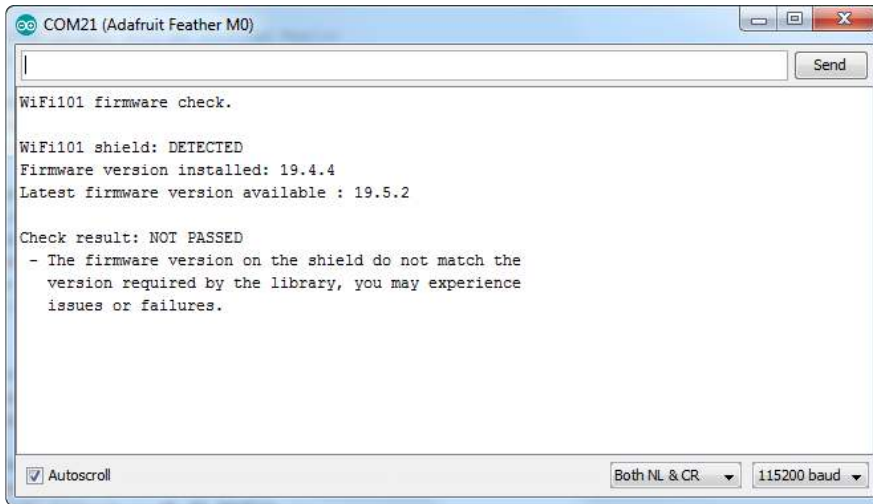 COM21 (Adafruit Feather M0)
Send
WiFi101 firmware check.
WiFi101 shield: DETECTED
Firmware version installed: 19.4.4
Latest firmware version available : 19.5.2
Check result: NOT PASSED
- The firmware version on the shield do not match the
version required by the library, you may experience
issues or failures.
Autoscroll
Both NL & CR
115200 baud